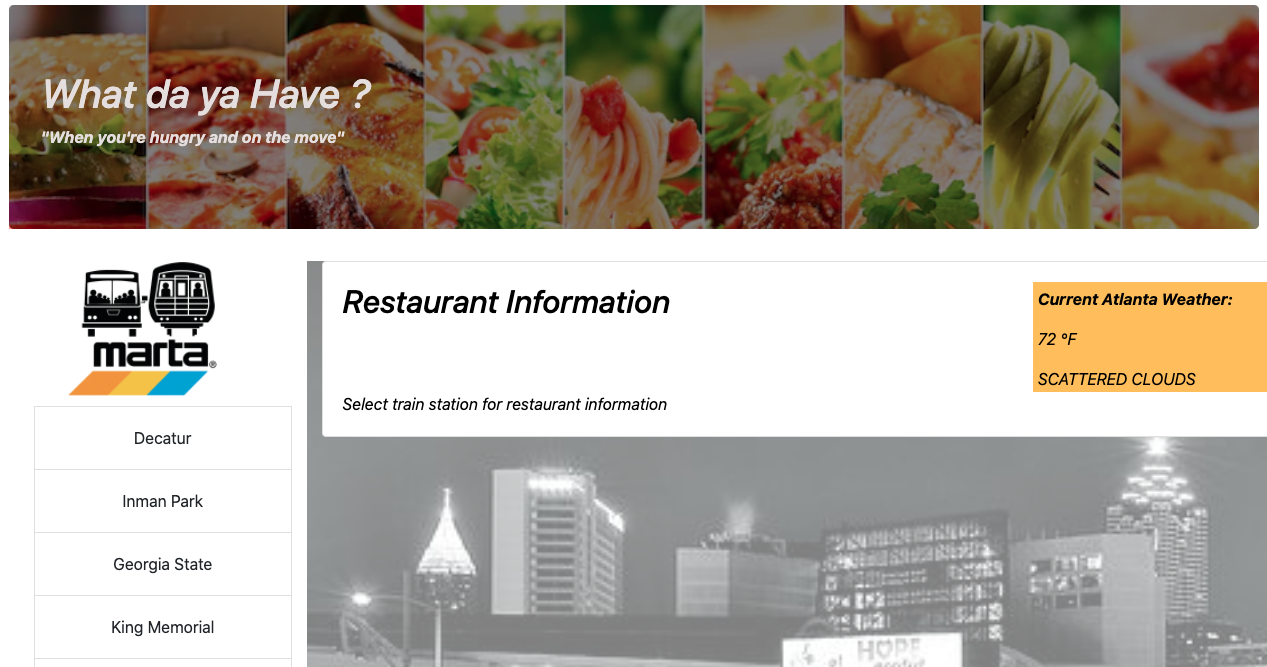 What da ya Have ?
"When you're hungry and on the move"
marta®
Restaurant Information
Current Atlanta Weather:
72 °F
SCATTERED CLOUDS
Select train station for restaurant information
Decatur
Inman Park
Georgia State
King Memorial
HOPE